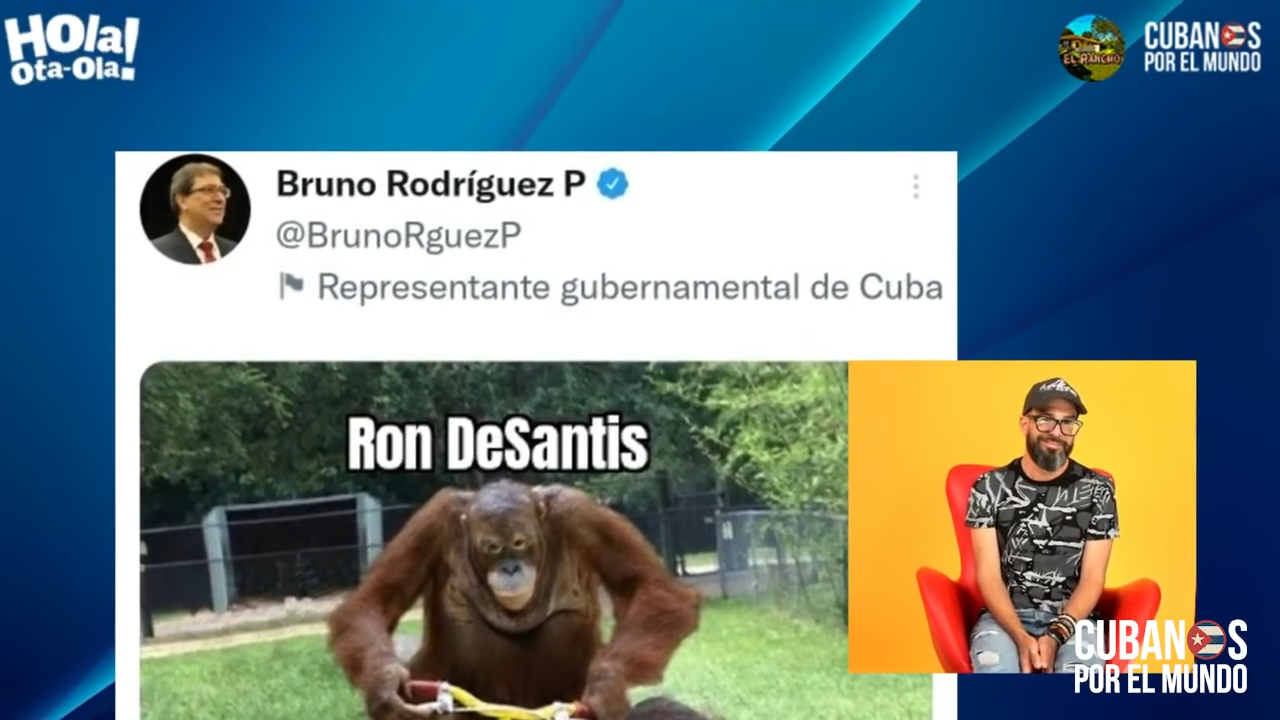 HOla!
Ota-Ola!
EL RANCHO
CUBANOS
POR EL MUNDO
Bruno Rodríguez P
@BrunoRguezP
Representante gubernamental de Cuba
Ron DeSantis
CUBANOS
POR EL MUNDO